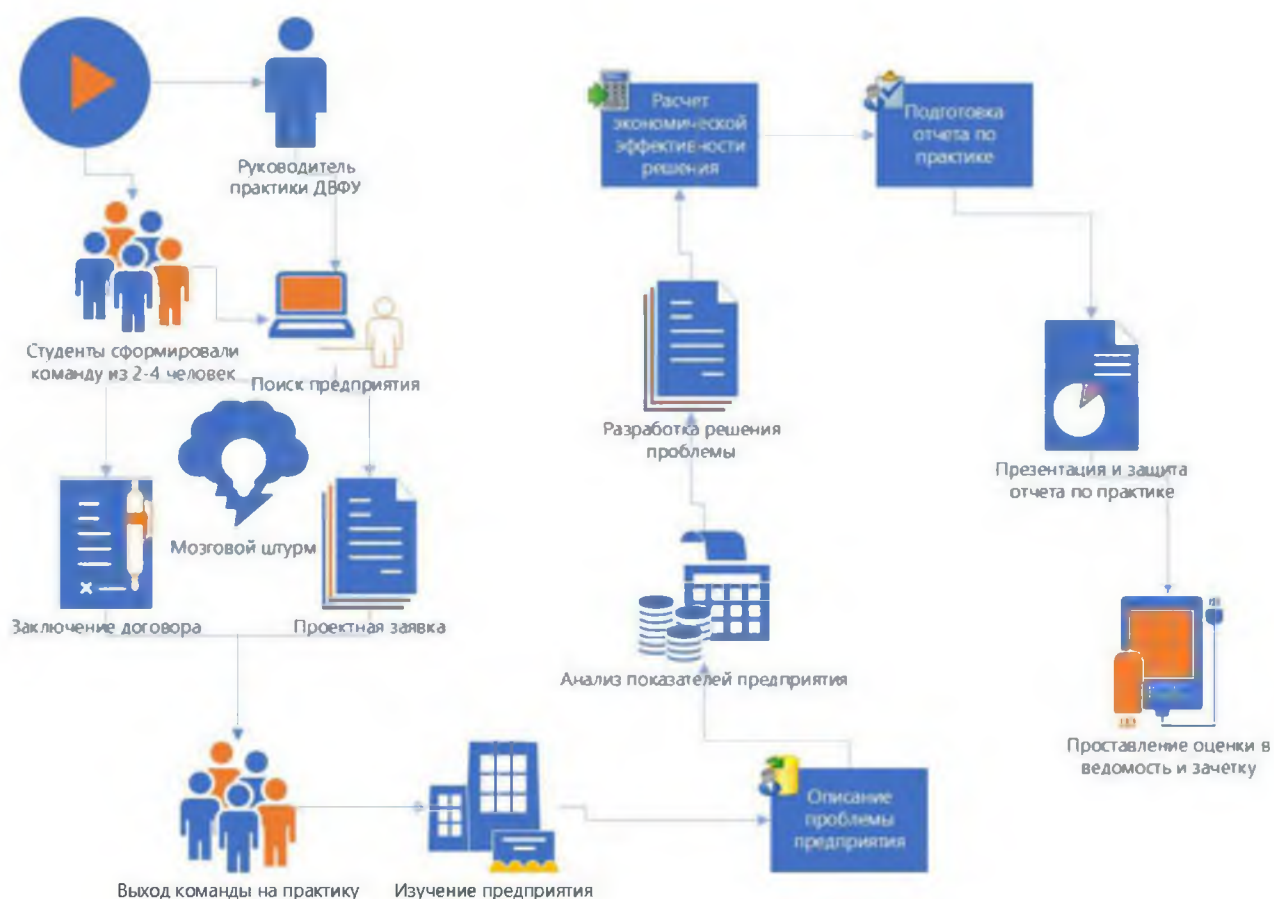 Руководитель
практики ДВФУ
Студенты сформировали
команду из 2-4 человек
Поиск предприятия
Мозговой штурм
Заключение договора
Проектная заявка
Выход команды на практику
Изучение предприятия
Описание
проблемы
предприятия
Анализ показателей предприятия
Разработка решения
проблемы
Расчет
экономической
эффективности
решения
Подготовка
отчета по
практике
Презентация и защита
отчета по практике
Проставление оценки в
ведомость и зачетку